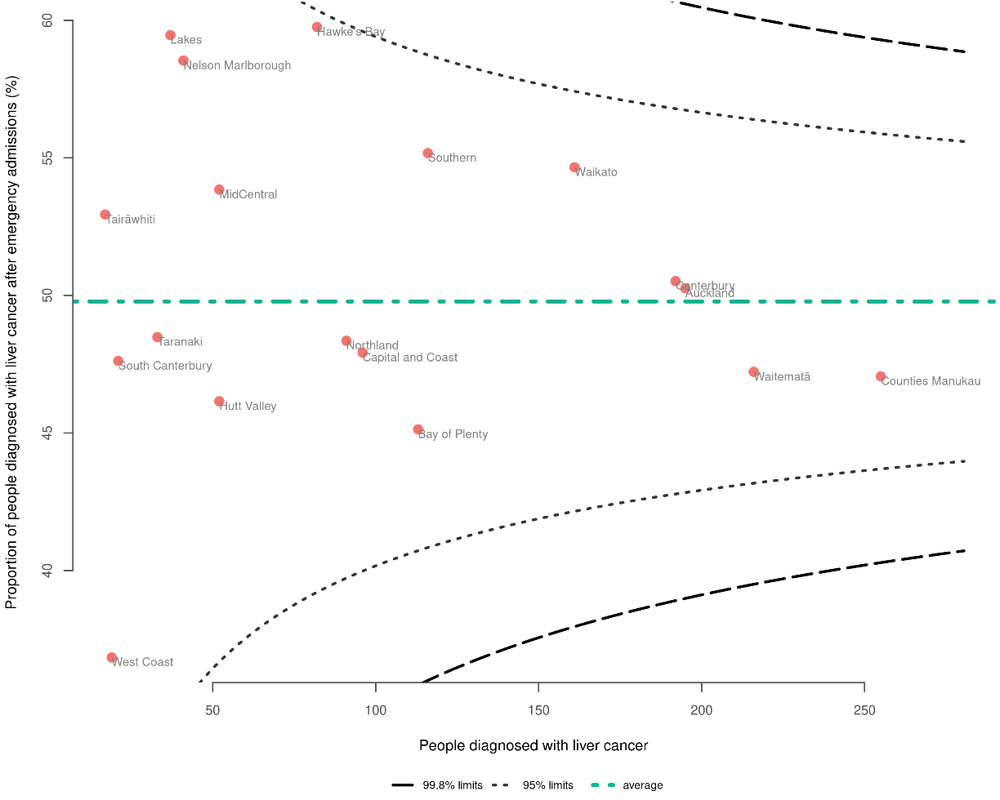 Proportion of people diagnosed with liver cancer after emergency admissions (%)
60
55
50
45
40
Hawke's Bay
Lakes
Nelson Marlborough
Southern
Waikato
MidCentral
Tairāwhiti
Canterbury
Auckland
Taranaki
Northland
Capital and Coast
South Canterbury
Waitematā
Counties Manukau
Hutt Valley
Bay of Plenty
West Coast
50 100 150 200 250
People diagnosed with liver cancer
99.8% limits 95% limits average